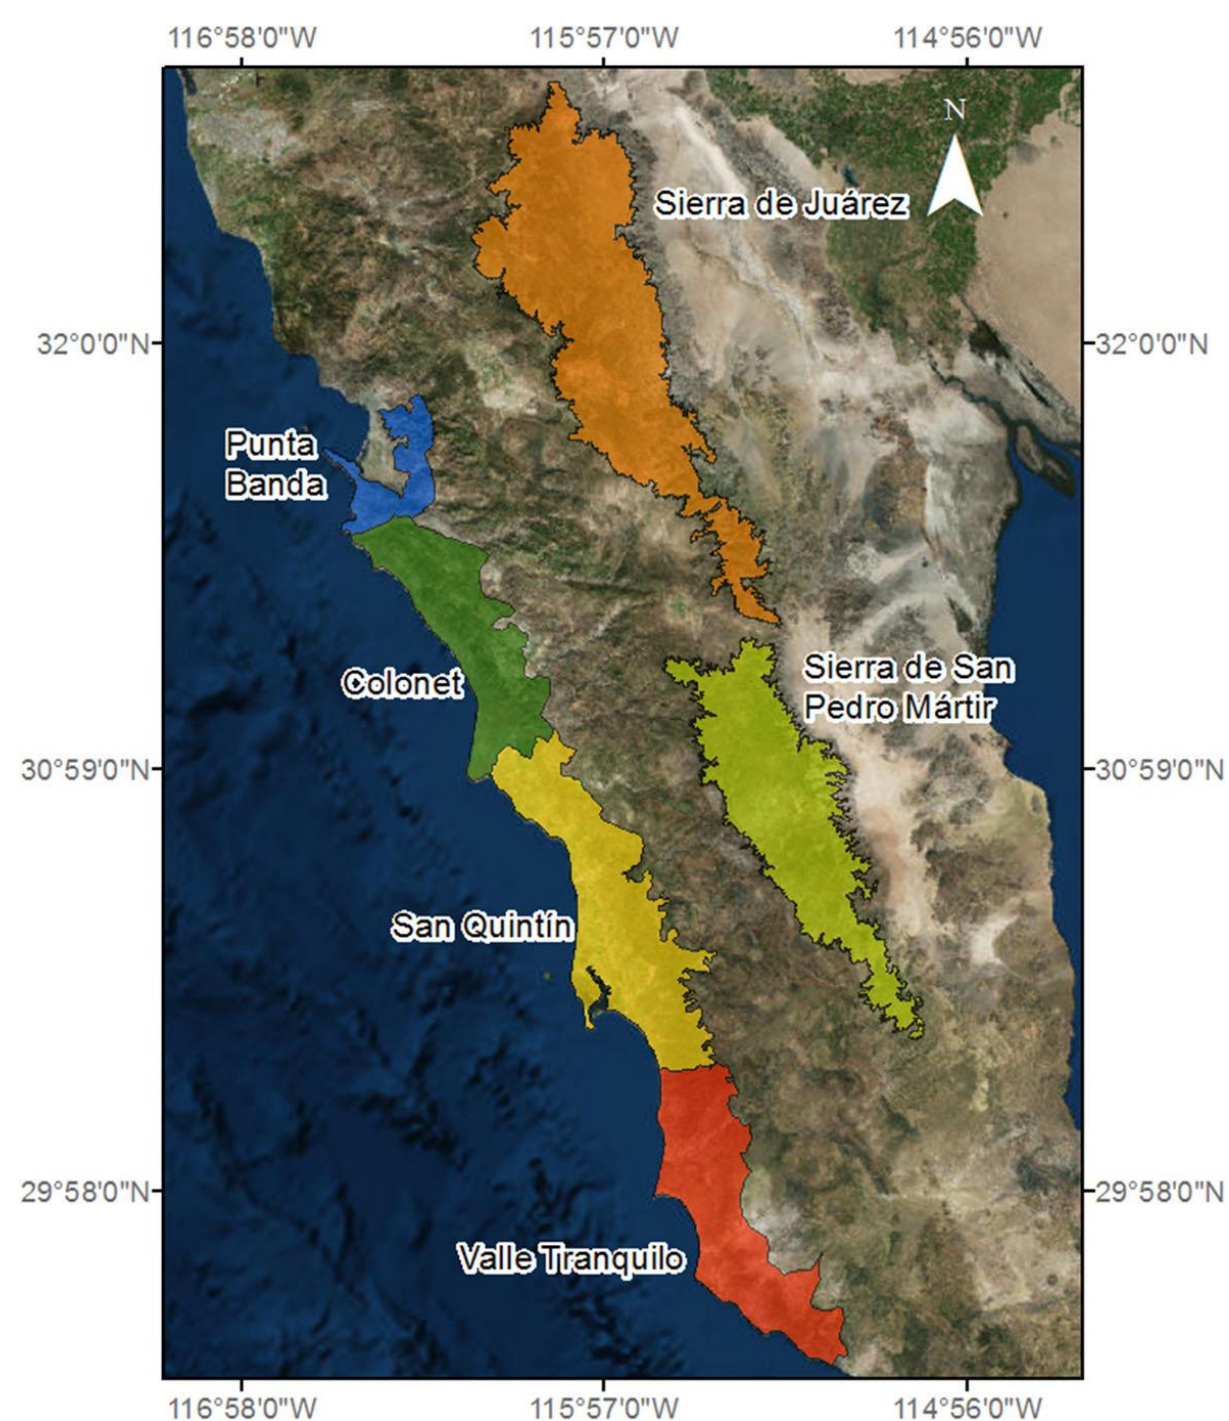 116°58'0"W
115°57'0"W
114°56'0"W
N
Sierra de Juárez
32°0'0"N
32°0'0"N
Punta
Banda
Sierra de San
Pedro Mártir
Colonet
30°59'0"N
30°59'0"N
San Quintín
29°58'0"N
29°58'0"N
Valle Tranquilo
116°58'0"W
115°57'0"W
114°56'0"W